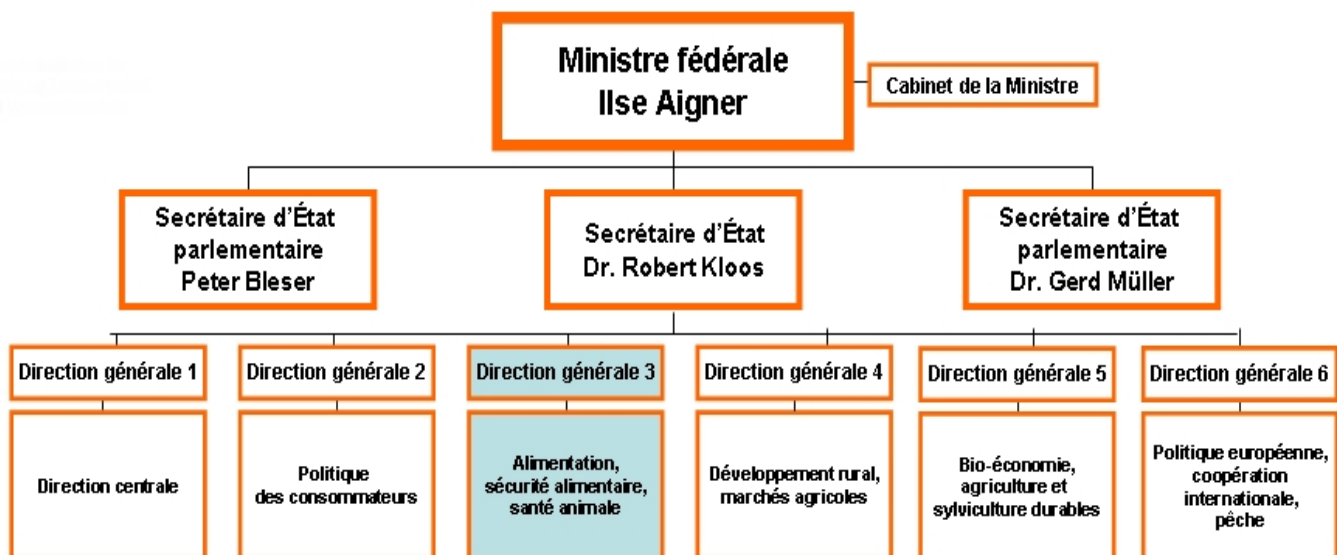 Ministre fédérale
Ilse Aigner
Cabinet de la Ministre
Secrétaire d'État
parlementaire
Peter Bleser
Secrétaire d'État
Dr. Robert Kloos
Secrétaire d'État
parlementaire
Dr. Gerd Müller
Direction générale 1
Direction générale 2
Direction générale 3
Direction générale 4
Direction générale 5
Direction générale 6
Direction centrale
Politique
des consommateurs
Alimentation,
sécurité alimentaire,
santé animale
Développement rural,
marchés agricoles
Bio-économie,
agriculture et
sylviculture durables
Politique européenne,
coopération
internationale,
pêche